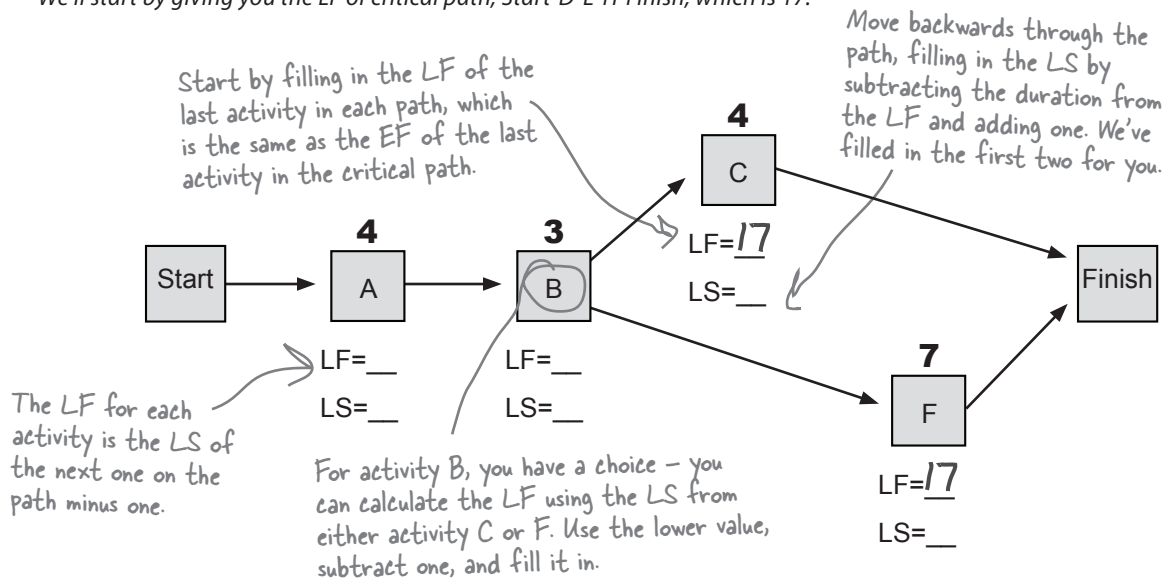 We'll start by giving you the LF of critical path, Start-D-E-H-Finish, which is 17.
Start by filling in the LF of the
last activity in each path, which
is the same as the EF of the last
activity in the critical path.
Move backwards through the
path, filling in the LS by
subtracting the duration from
the LF and adding one. We've
filled in the first two for you.
4
C
LF=17
LS=__
Start
4
A
LF=__
LS=__
3
B
LF=__
LS=__
Finish
7
F
LF=17
LS=__
The LF for each
activity is the LS of
the next one on the
path minus one.
For activity B, you have a choice – you
can calculate the LF using the LS from
either activity C or F. Use the lower value,
subtract one, and fill it in.